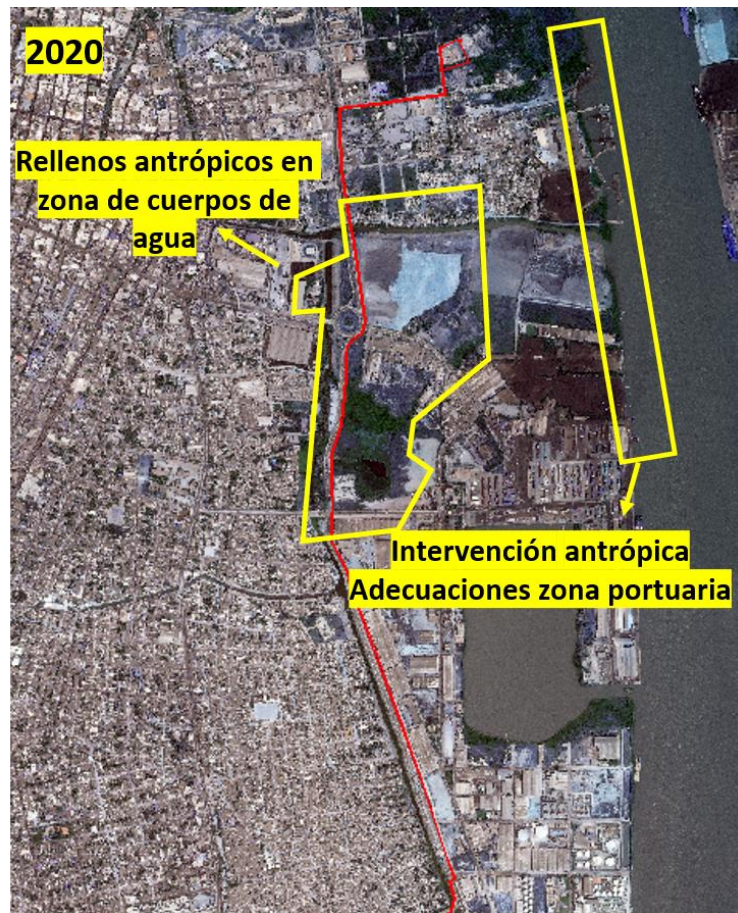 2020
Rellenos antrópicos en
zona de cuerpos de
agua
Intervención antrópica
Adecuaciones zona portuaria